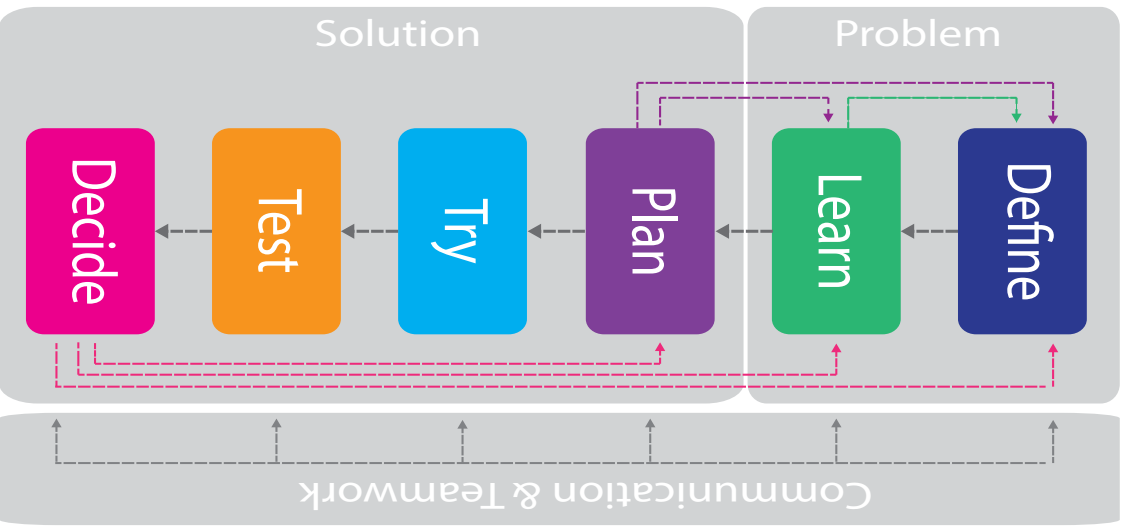 Solution
Problem
Decide
Test
Try
Plan
Learn
Define
Communication & Teamwork